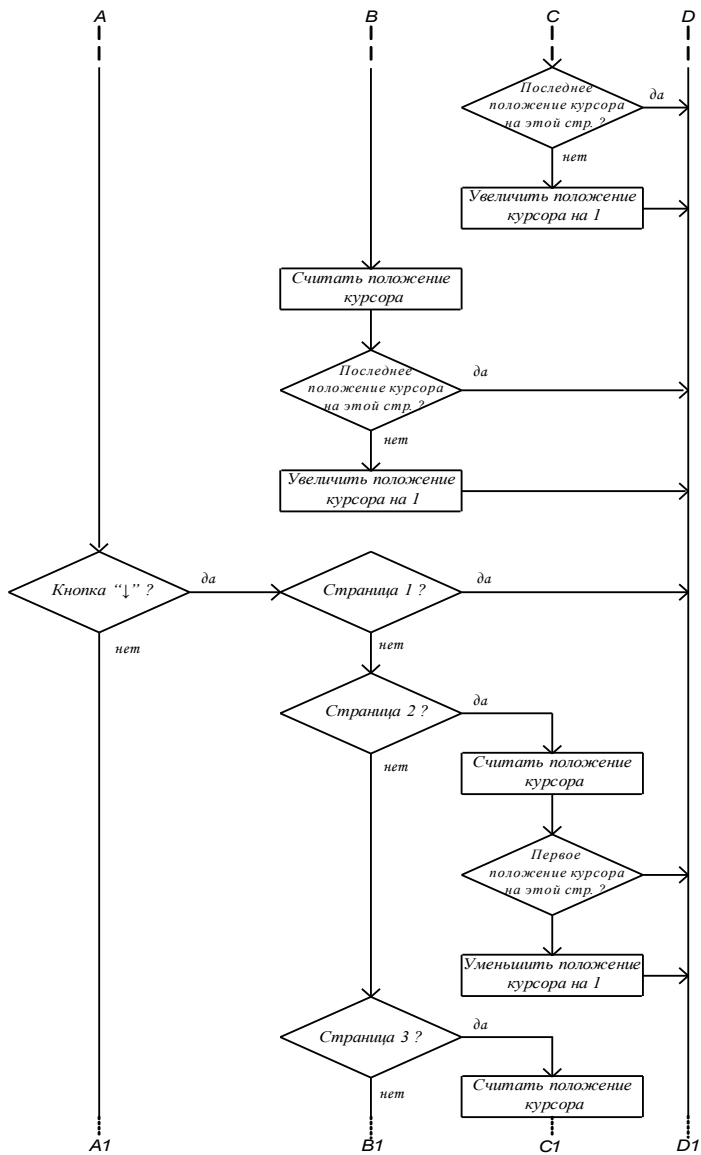 A
B
C
D
Последнее
положение курсора
на этой стр. ?
да
нет
Увеличить положение
курсора на 1
Считать положение
курсора
Последнее
положение курсора
на этой стр. ?
да
нет
Увеличить положение
курсора на 1
Кнопка “↓” ?
да
нет
Страница 1 ?
да
нет
Страница 2 ?
да
нет
Считать положение
курсора
Первое
положение курсора
на этой стр. ?
Уменьшить положение
курсора на 1
Страница 3 ?
да
нет
Считать положение
курсора
A1
B1
C1
D1